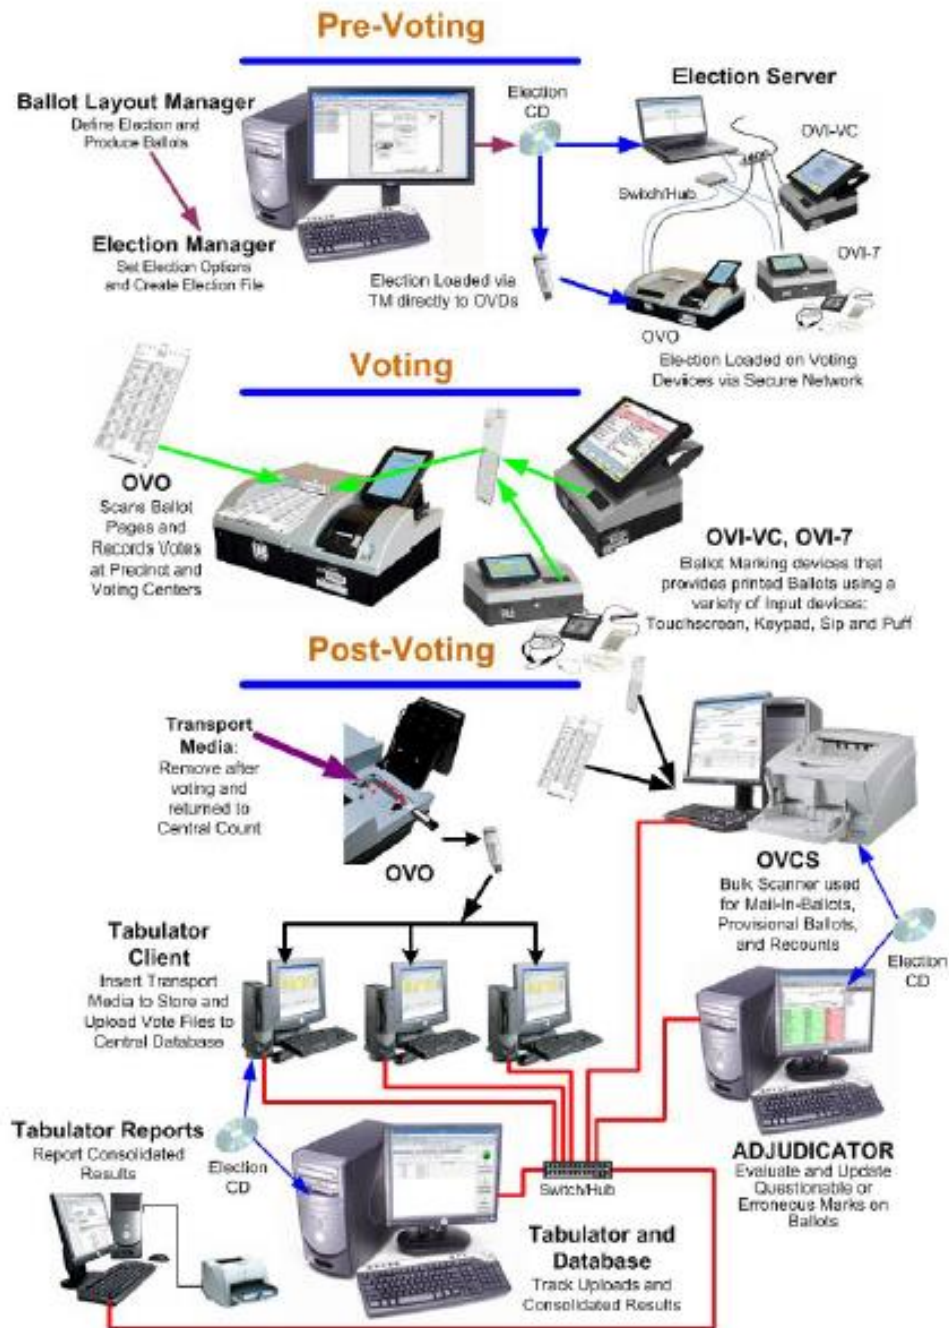 Pre-Voting
Ballot Layout Manager
Define Election and
Produce Ballots
Election
CD
Election Server
OVI-VC
Switch/Hub
Election Manager
Set Election Options
and Create Election File
Election Loaded via
TM directly to OVDs
OVI-7
OVO
Election Loaded on Voting
Devices via Secure Network
Voting
OVO
Scans Ballot
Pages and
Records Votes
at Precinct and
Voting Centers
OVI-VC, OVI-7
Ballot Marking devices that
provides printed Ballots using a
variety of Input devices:
Touchscreen, Keypad, Sip and Puff
Post-Voting
Transport
Media:
Remove after
voting and
returned to
Central Count
OVO
OVCS
Bulk Scanner used
for Mail-In-Ballots,
Provisional Ballots,
and Recounts
Election
CD
Tabulator
Client
Insert Transport
Media to Store and
Upload Vote Files to
Central Database
Tabulator Reports
Report Consolidated
Results
Election
CD
Switch/Hub
ADJUDICATOR
Evaluate and Update
Questionable or
Erroneous Marks on
Ballots
Tabulator and
Database
Track Uploads and
Consolidated Results